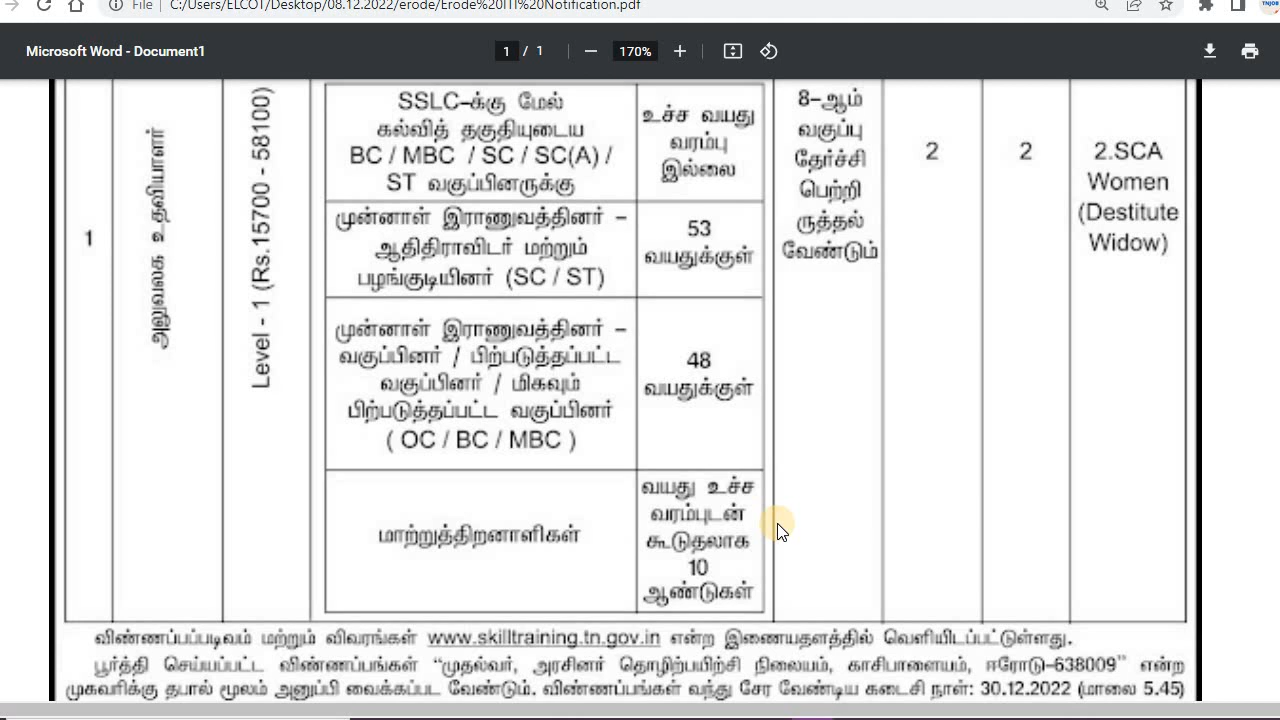 File
C:/Users/ELCOT/Desktop/08.12.2022/erode/Erode%20ITI%20Notification.pdf
Microsoft Word - Document1
1 / 1
170%
1
அலுவலக உதவியாளர்
Level - 1 (Rs.15700 - 58100)
SSLC-க்கு மேல்
கல்வித் தகுதியுடைய
BC / MBC / SC / SC(A) /
ST வகுப்பினருக்கு
உச்ச வயது
வரம்பு
இல்லை
முன்னாள் இராணுவத்தினர் -
ஆதிதிராவிடர் மற்றும்
பழங்குடியினர் (SC / ST)
53
வயதுக்குள்
முன்னாள் இராணுவத்தினர் -
வகுப்பினர் / பிற்படுத்தப்பட்ட
வகுப்பினர் / மிகவும்
பிற்படுத்தப்பட்ட வகுப்பினர்
( OC / BC / MBC )
48
வயதுக்குள்
மாற்றுத்திறனாளிகள்
வயது உச்ச
வரம்புடன்
கூடுதலாக
10
ஆண்டுகள்
8-ஆம்
வகுப்பு
தேர்ச்சி
பெற்றி
ருத்தல்
வேண்டும்
2
2
2.SCA
Women
(Destitute
Widow)
விண்ணப்பப்படிவம் மற்றும் விவரங்கள் www.skilltraining.tn.gov.in என்ற இணையதளத்தில் வெளியிடப்பட்டுள்ளது.
பூர்த்தி செய்யப்பட்ட விண்ணப்பங்கள் “முதல்வர், அரசினர் தொழிற்பயிற்சி நிலையம், காசிபாளையம், ஈரோடு-638009” என்ற
முகவரிக்கு தபால் மூலம் அனுப்பி வைக்கப்பட வேண்டும். விண்ணப்பங்கள் வந்து சேர வேண்டிய கடைசி நாள்: 30.12.2022 (மாலை 5.45)